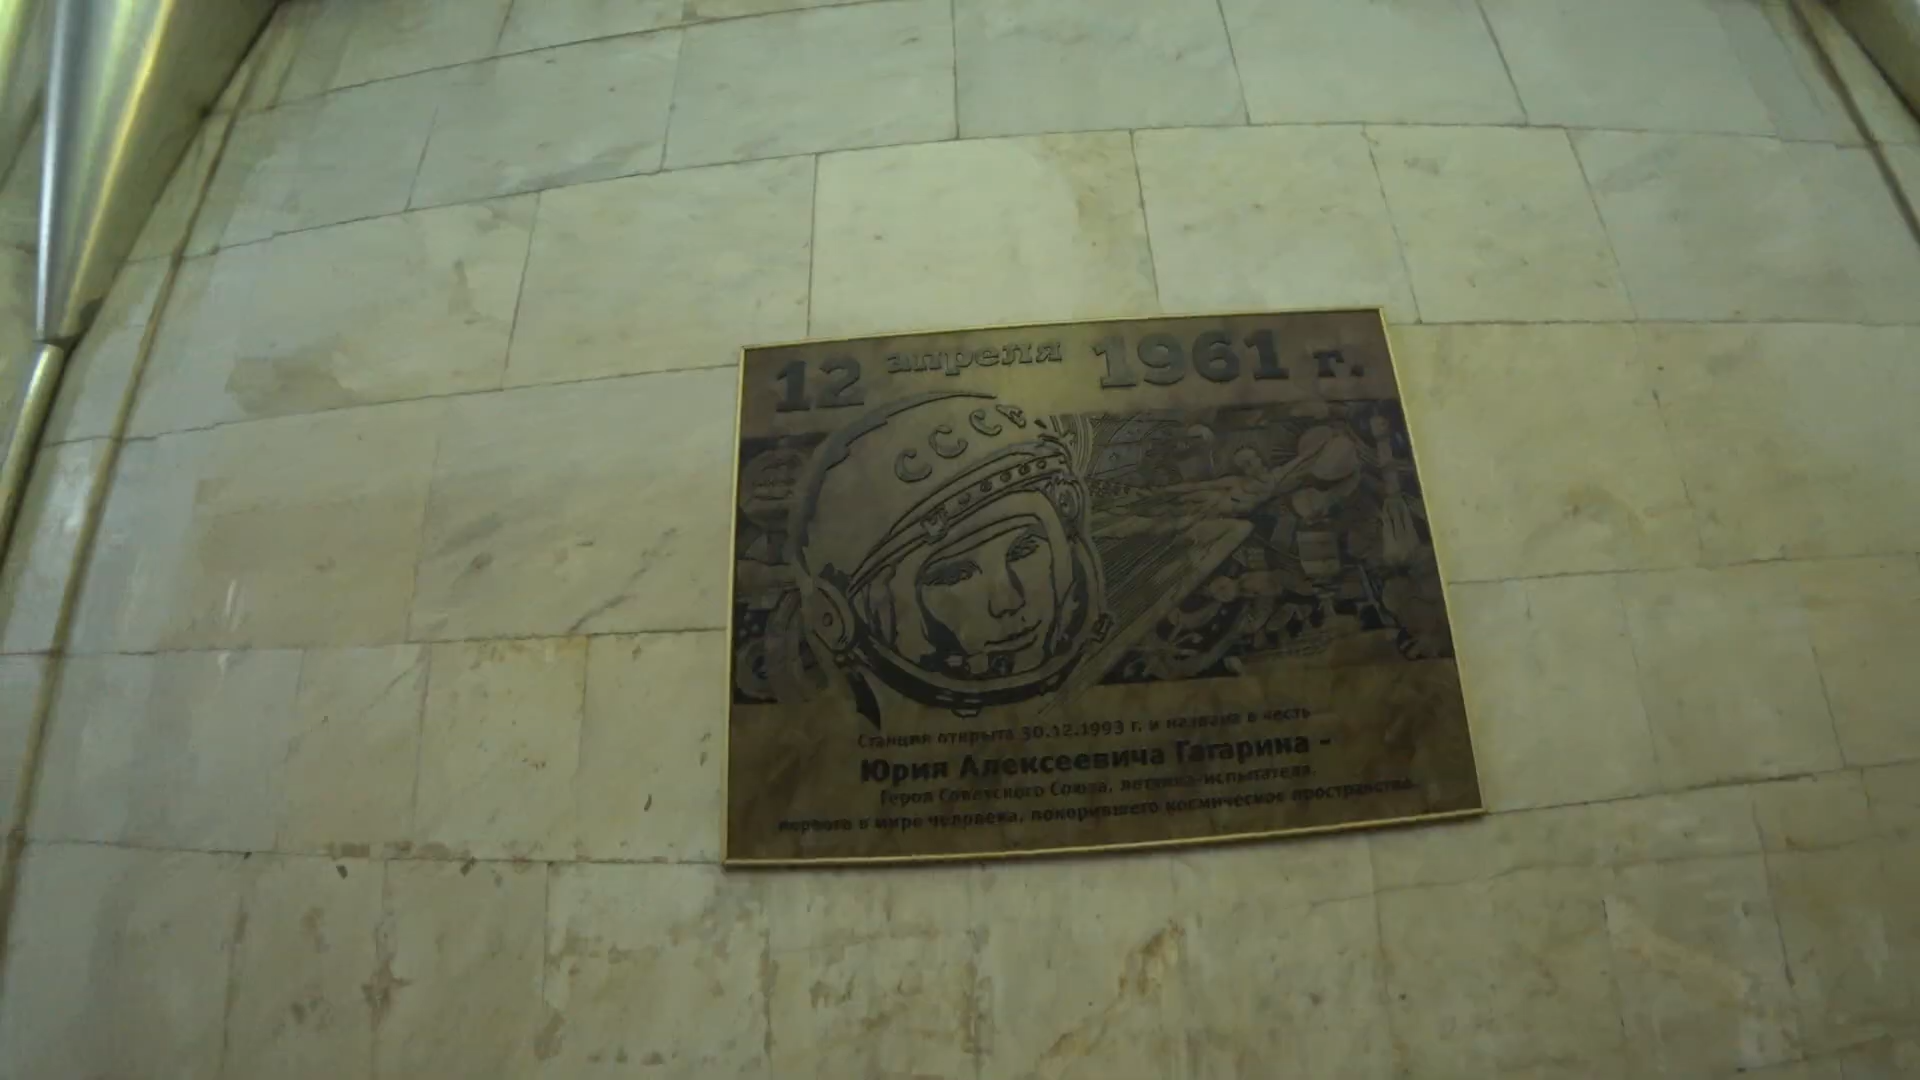 12 апреля 1961 г.
СССР
Станция открыта 30.12.1993 г. и названа в честь
Юрия Алексеевича Гагарина -
Героя Советского Союза, летчика-испытателя,
первого в мире человека, покорившего космическое пространство.